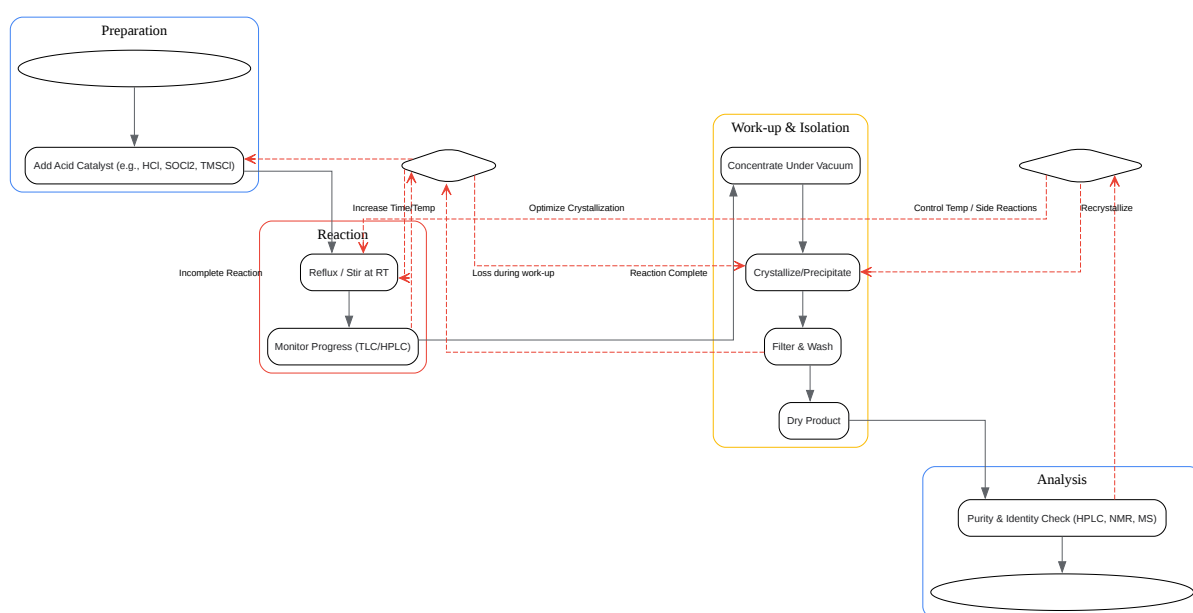 Preparation
Add Acid Catalyst (e.g., HCl, SOCl2, TMSCl)
Work-up & Isolation
Concentrate Under Vacuum
Increase Time/Temp
Optimize Crystallization
Control Temp / Side Reactions
Recrystallize
Reaction
Incomplete Reaction
Reflux / Stir at RT
Loss during work-up
Reaction Complete
Crystallize/Precipitate
Monitor Progress (TLC/HPLC)
Filter & Wash
Dry Product
Analysis
Purity & Identity Check (HPLC, NMR, MS)